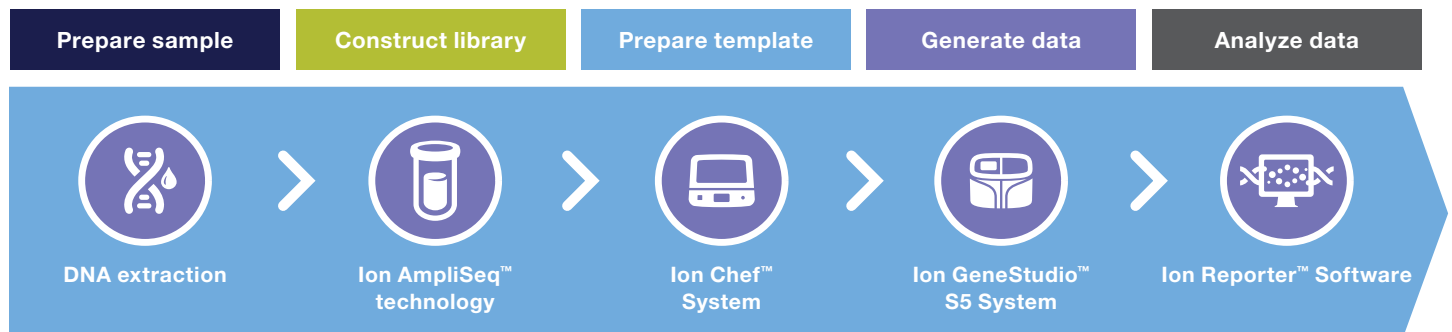 Prepare sample
Construct library
Prepare template
Generate data
Analyze data
DNA extraction
Ion AmpliSeq™
technology
Ion Chef™
System
Ion GeneStudio™
S5 System
Ion Reporter™ Software